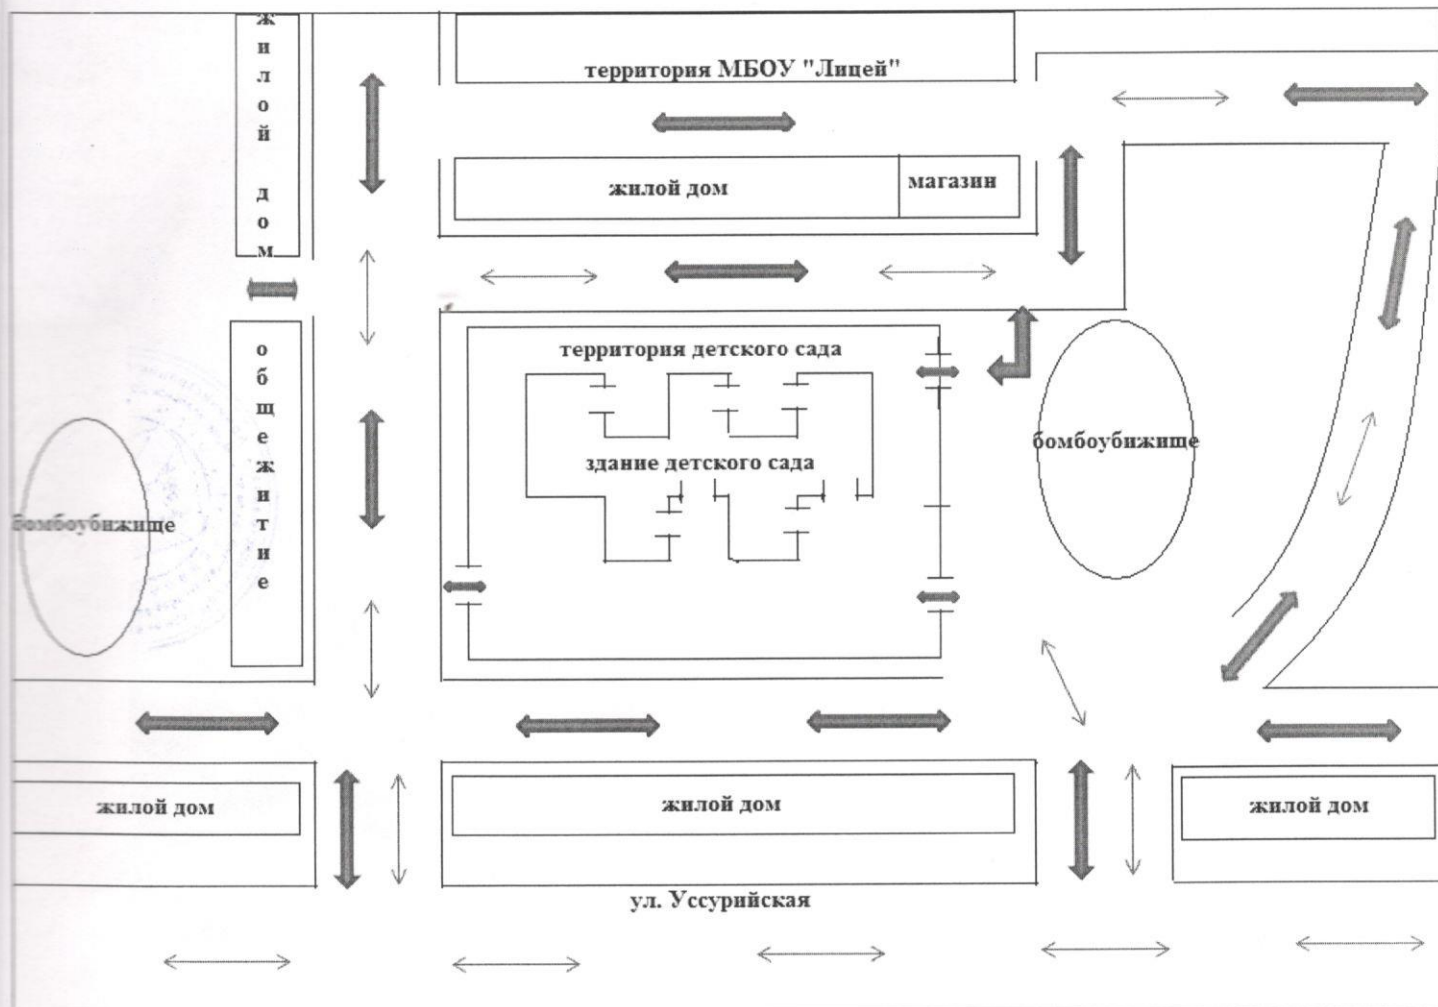 жилой дом
территория МБОУ "Лицей"
жилой дом
магазин
территория детского сада
общежитие
бомбоубижище
здание детского сада
бомбоубижище
жилой дом
жилой дом
жилой дом
ул. Уссурийская